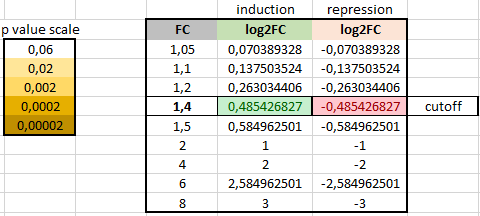 induction repression
p value scale FC log2FC log2FC
0,06 1,05 0,070389328 -0,070389328
0,02 1,1 0,137503524 -0,137503524
0,002 1,2 0,263034406 -0,263034406
0,0002 1,4 0,485426827 -0,485426827 cutoff
0,00002 1,5 0,584962501 -0,584962501
2 1 -1
4 2 -2
6 2,584962501 -2,584962501
8 3 -3